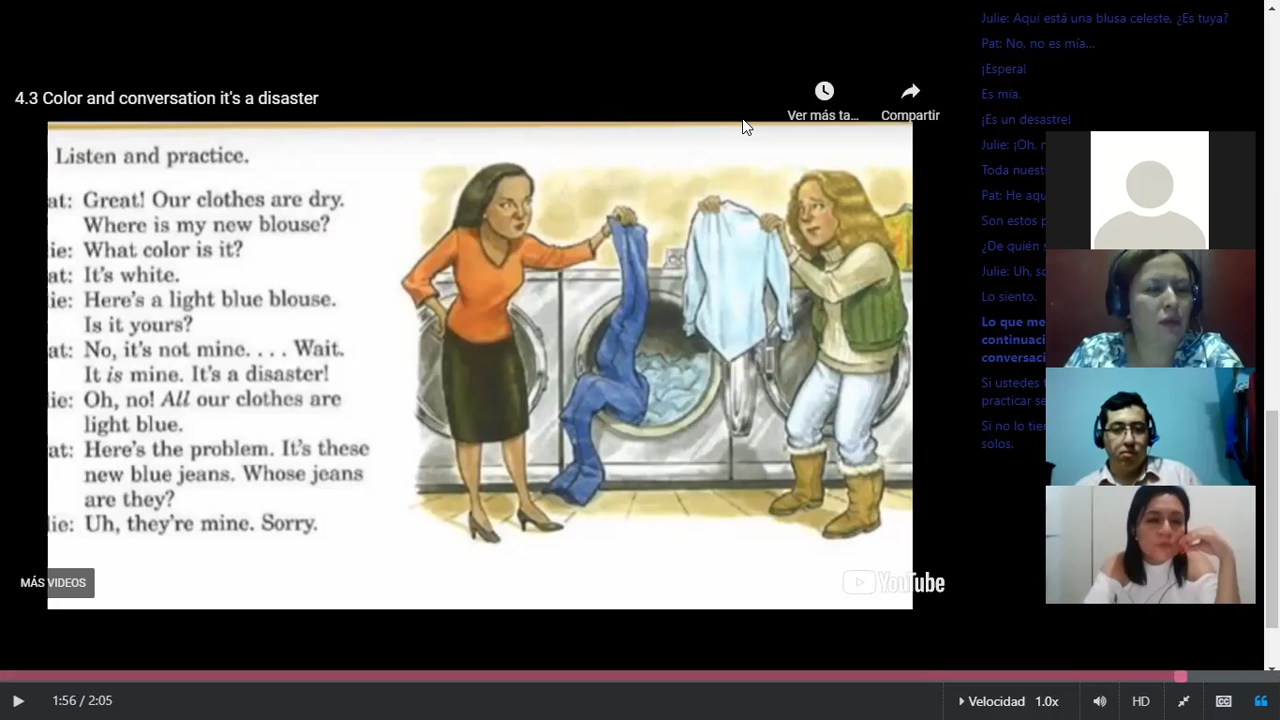 4.3 Color and conversation it's a disaster
Ver más ta...
Compartir
Listen and practice.
at: Great! Our clothes are dry.
Where is my new blouse?
ie: What color is it?
at: It's white.
ie: Here's a light blue blouse.
Is it yours?
at: No, it's not mine. . . . Wait.
It is mine. It's a disaster!
ie: Oh, no! All our clothes are
light blue.
at: Here's the problem. It's these
new blue jeans. Whose jeans
are they?
lie: Uh, they're mine. Sorry.
MÁS VIDEOS
YouTube
Julie: Aquí está una blusa celeste, ¿Es tuya?
Pat: No, no es mía...
¡Espera!
Es mía.
¡Es un desastre!
Julie: ¡Oh,
Toda nuest
Pat: He aqu
Son estos p
¿De quién s
Julie: Uh, so
Lo siento.
Lo que me
continuació
conversaci
Si ustedes t
practicar se
Si no lo tie
solos.
1:56 / 2:05
Velocidad 1.0x
HD
CC